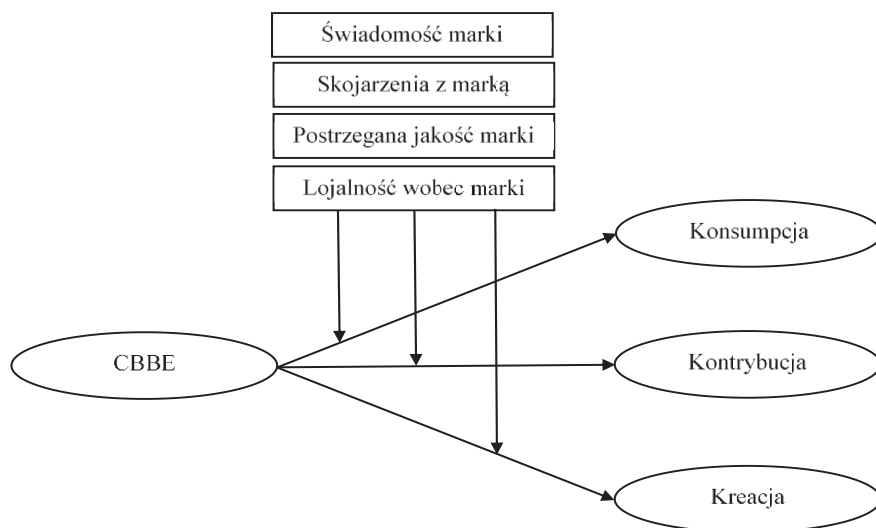 Świadomość marki
Skojarzenia z marką
Postrzegana jakość marki
Lojalność wobec marki
Konsumpcja
CBBE
Kontrybucja
Kreacja